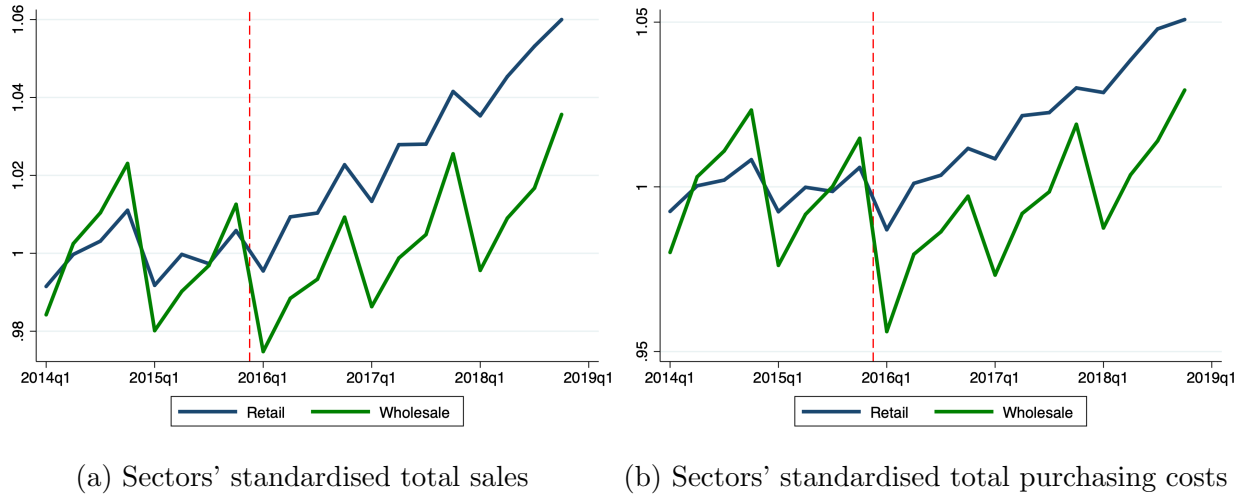 1.06
1.04
1.02
1
.98
2014q1 2015q1 2016q1 2017q1 2018q1 2019q1
Retail Wholesale
(a) Sectors' standardised total sales
1.05
1
.95
2014q1 2015q1 2016q1 2017q1 2018q1 2019q1
Retail Wholesale
(b) Sectors' standardised total purchasing costs